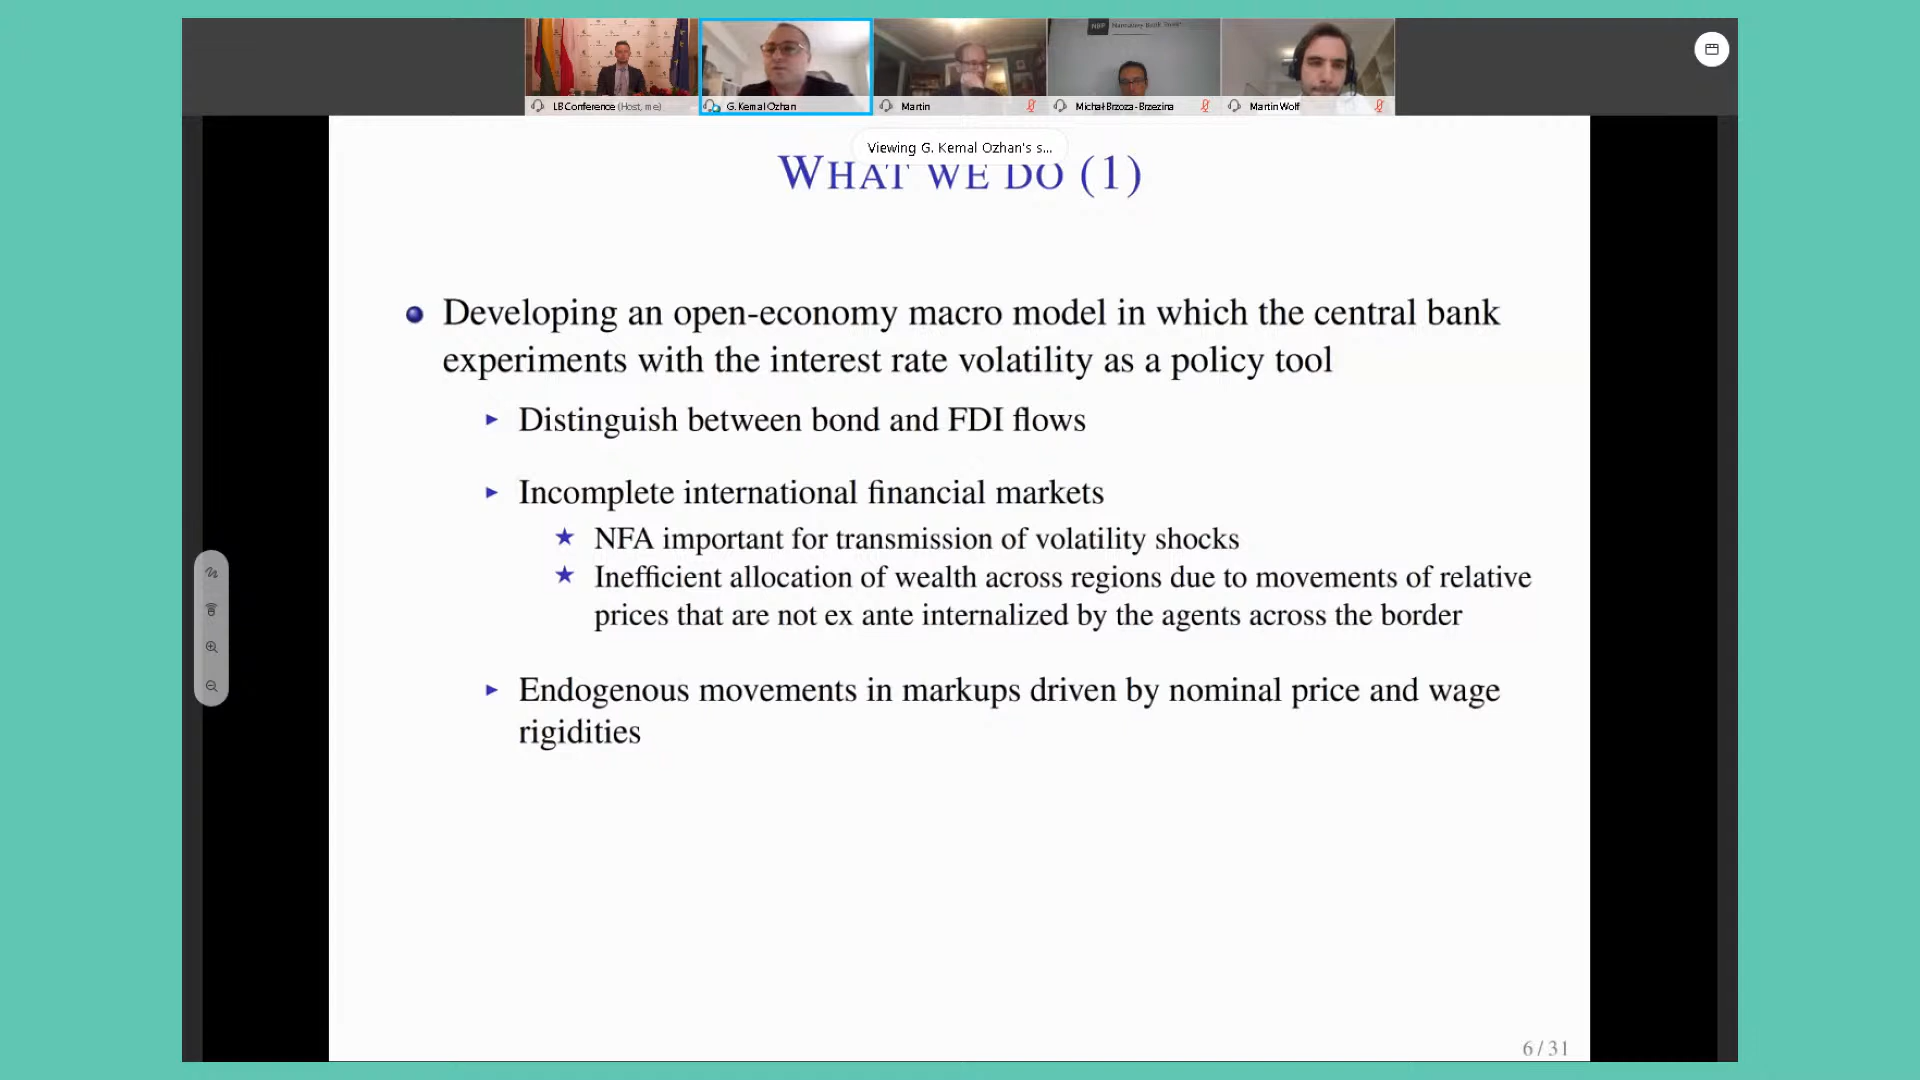 NBP Narodowy Bank Polski
LB Conference (Host, me)
G. Kemal Ozhan
Martin
Michał Brzoza-Brzezina
Martin Wolf
Viewing G. Kemal Ozhan's s...
WHAT WE DO (1)
Developing an open-economy macro model in which the central bank
experiments with the interest rate volatility as a policy tool
Distinguish between bond and FDI flows
Incomplete international financial markets
NFA important for transmission of volatility shocks
Inefficient allocation of wealth across regions due to movements of relative
prices that are not ex ante internalized by the agents across the border
Endogenous movements in markups driven by nominal price and wage
rigidities
6 / 31